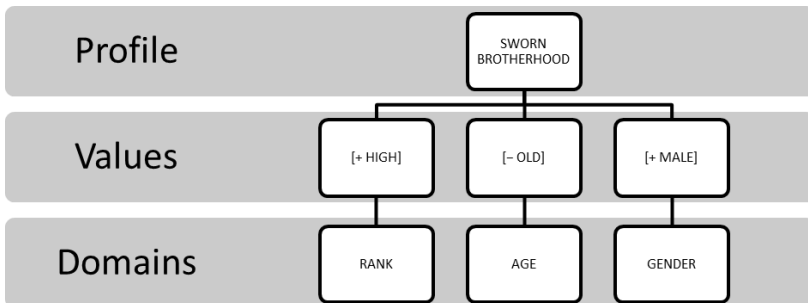 Profile
SWORN
BROTHERHOOD
Values
[+ HIGH]
[− OLD]
[+ MALE]
Domains
RANK
AGE
GENDER